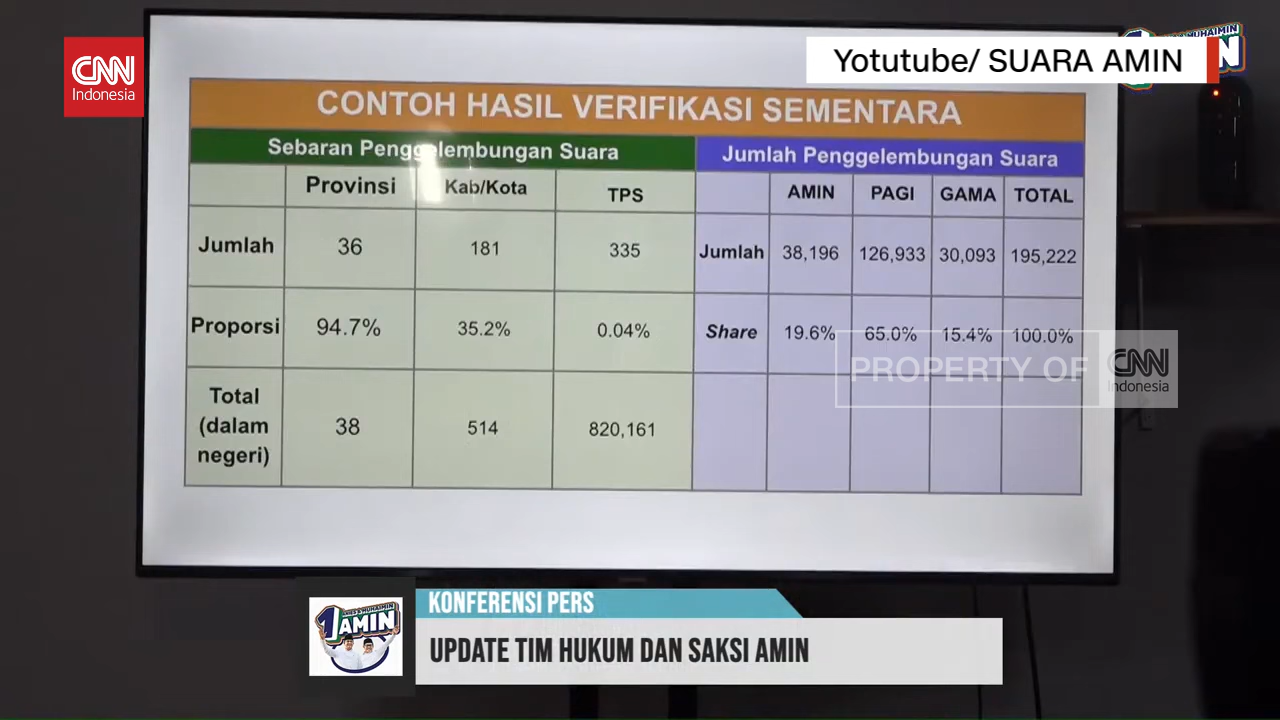 CNN
Indonesia
Yotutube/ SUARA AMIN
CONTOH HASIL VERIFIKASI SEMENTARA
Sebaran Penggelembungan Suara
Jumlah Penggelembungan Suara
Provinsi Kab/Kota TPS AMIN PAGI GAMA TOTAL
Jumlah 36 181 335 Jumlah 38,196 126,933 30,093 195,222
Proporsi 94.7% 35.2% 0.04% Share 19.6% 65.0% 15.4% 100.0%
PROPERTY OF CNN
Indonesia
Total
(dalam 38 514 820,161
negeri)
KONFERENSI PERS
1AMIN
UPDATE TIM HUKUM DAN SAKSI AMIN